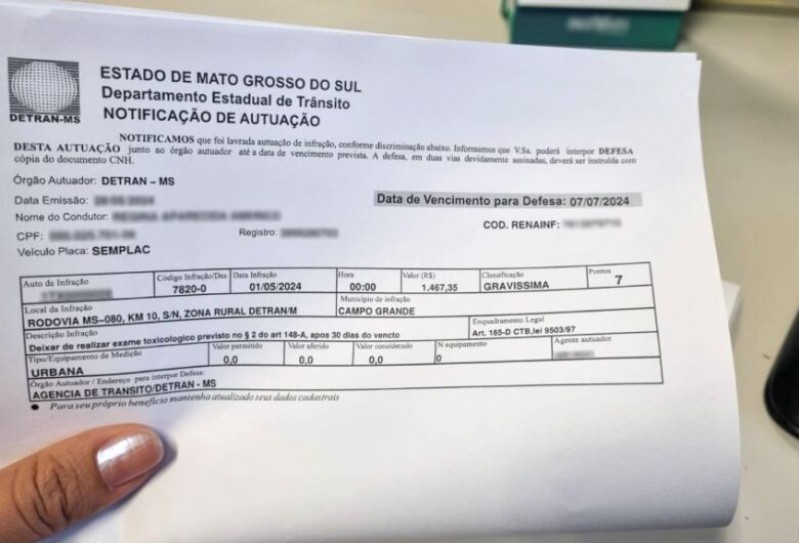 DETRAN-MS
ESTADO DE MATO GROSSO DO SUL
Departamento Estadual de Trânsito
NOTIFICAÇÃO DE AUTUAÇÃO
NOTIFICAMOS que foi lavrada autuação de infração, conforme discriminação abaixo. Informamos que V.Sa. poderá interpor DEFESA
DESTA AUTUAÇÃO junto ao órgão autuador até a data de vencimento prevista. A defesa, em duas vias devidamente assinadas, deverá ser instruída com
cópia do documento CNH.
Órgão Autuador: DETRAN – MS
Data Emissão:
Data de Vencimento para Defesa: 07/07/2024
Nome do Condutor:
COD. RENAINF:
CPF:
Registro:
Veículo Placa: SEMPLAC
Auto de Infração
Código Infração/Des
Data Infração
Hora
Valor (R$)
Classificação
Pontos
7820-0
01/05/2024
00:00
1.467,35
GRAVISSIMA
7
Local da Infração
Município de infração
RODOVIA MS–080, KM 10, S/N, ZONA RURAL DETRAN/M
CAMPO GRANDE
Descrição Infração
Enquadramento Legal
Deixar de realizar exame toxicologico previsto no § 2 do art 148-A, apos 30 dias do vencto
Art. 165-D CTB,lei 9503/97
Tipo/Equipamento de Medição
Valor permitido
Valor aferido
Valor considerado
N equipamento
Agente autuador
URBANA
0,0
0,0
0,0
0
Órgão Autuador / Endereço para interpor Defesa:
AGENCIA DE TRANSITO/DETRAN - MS
● Para seu próprio benefício mantenha atualizado seus dados cadastrais